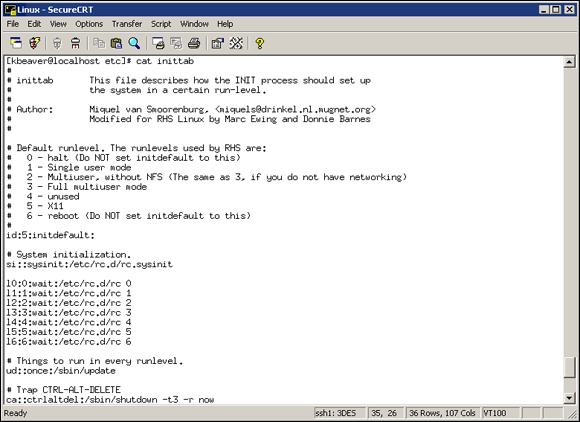 Linux - SecureCRT
File Edit View Options Transfer Script Window Help
[kbeaver@localhost etc]$ cat inittab
#
# inittab       This file describes how the INIT process should set up
#               the system in a certain run-level.
#
# Author:       Miquel van Smoorenburg, <miquels@drinkel.nl.mugnet.org>
#               Modified for RHS Linux by Marc Ewing and Donnie Barnes
#

# Default runlevel. The runlevels used by RHS are:
#   0 - halt (Do NOT set initdefault to this)
#   1 - Single user mode
#   2 - Multiuser, without NFS (The same as 3, if you do not have networking)
#   3 - Full multiuser mode
#   4 - unused
#   5 - X11
#   6 - reboot (Do NOT set initdefault to this)
#
id:5:initdefault:

# System initialization.
si::sysinit:/etc/rc.d/rc.sysinit

l0:0:wait:/etc/rc.d/rc 0
l1:1:wait:/etc/rc.d/rc 1
l2:2:wait:/etc/rc.d/rc 2
l3:3:wait:/etc/rc.d/rc 3
l4:4:wait:/etc/rc.d/rc 4
l5:5:wait:/etc/rc.d/rc 5
l6:6:wait:/etc/rc.d/rc 6

# Things to run in every runlevel.
ud::once:/sbin/update

# Trap CTRL-ALT-DELETE
ca::ctrlaltdel:/sbin/shutdown -t3 -r now
Ready ssh1: 3DES 35, 26 36 Rows, 107 Cols VT100